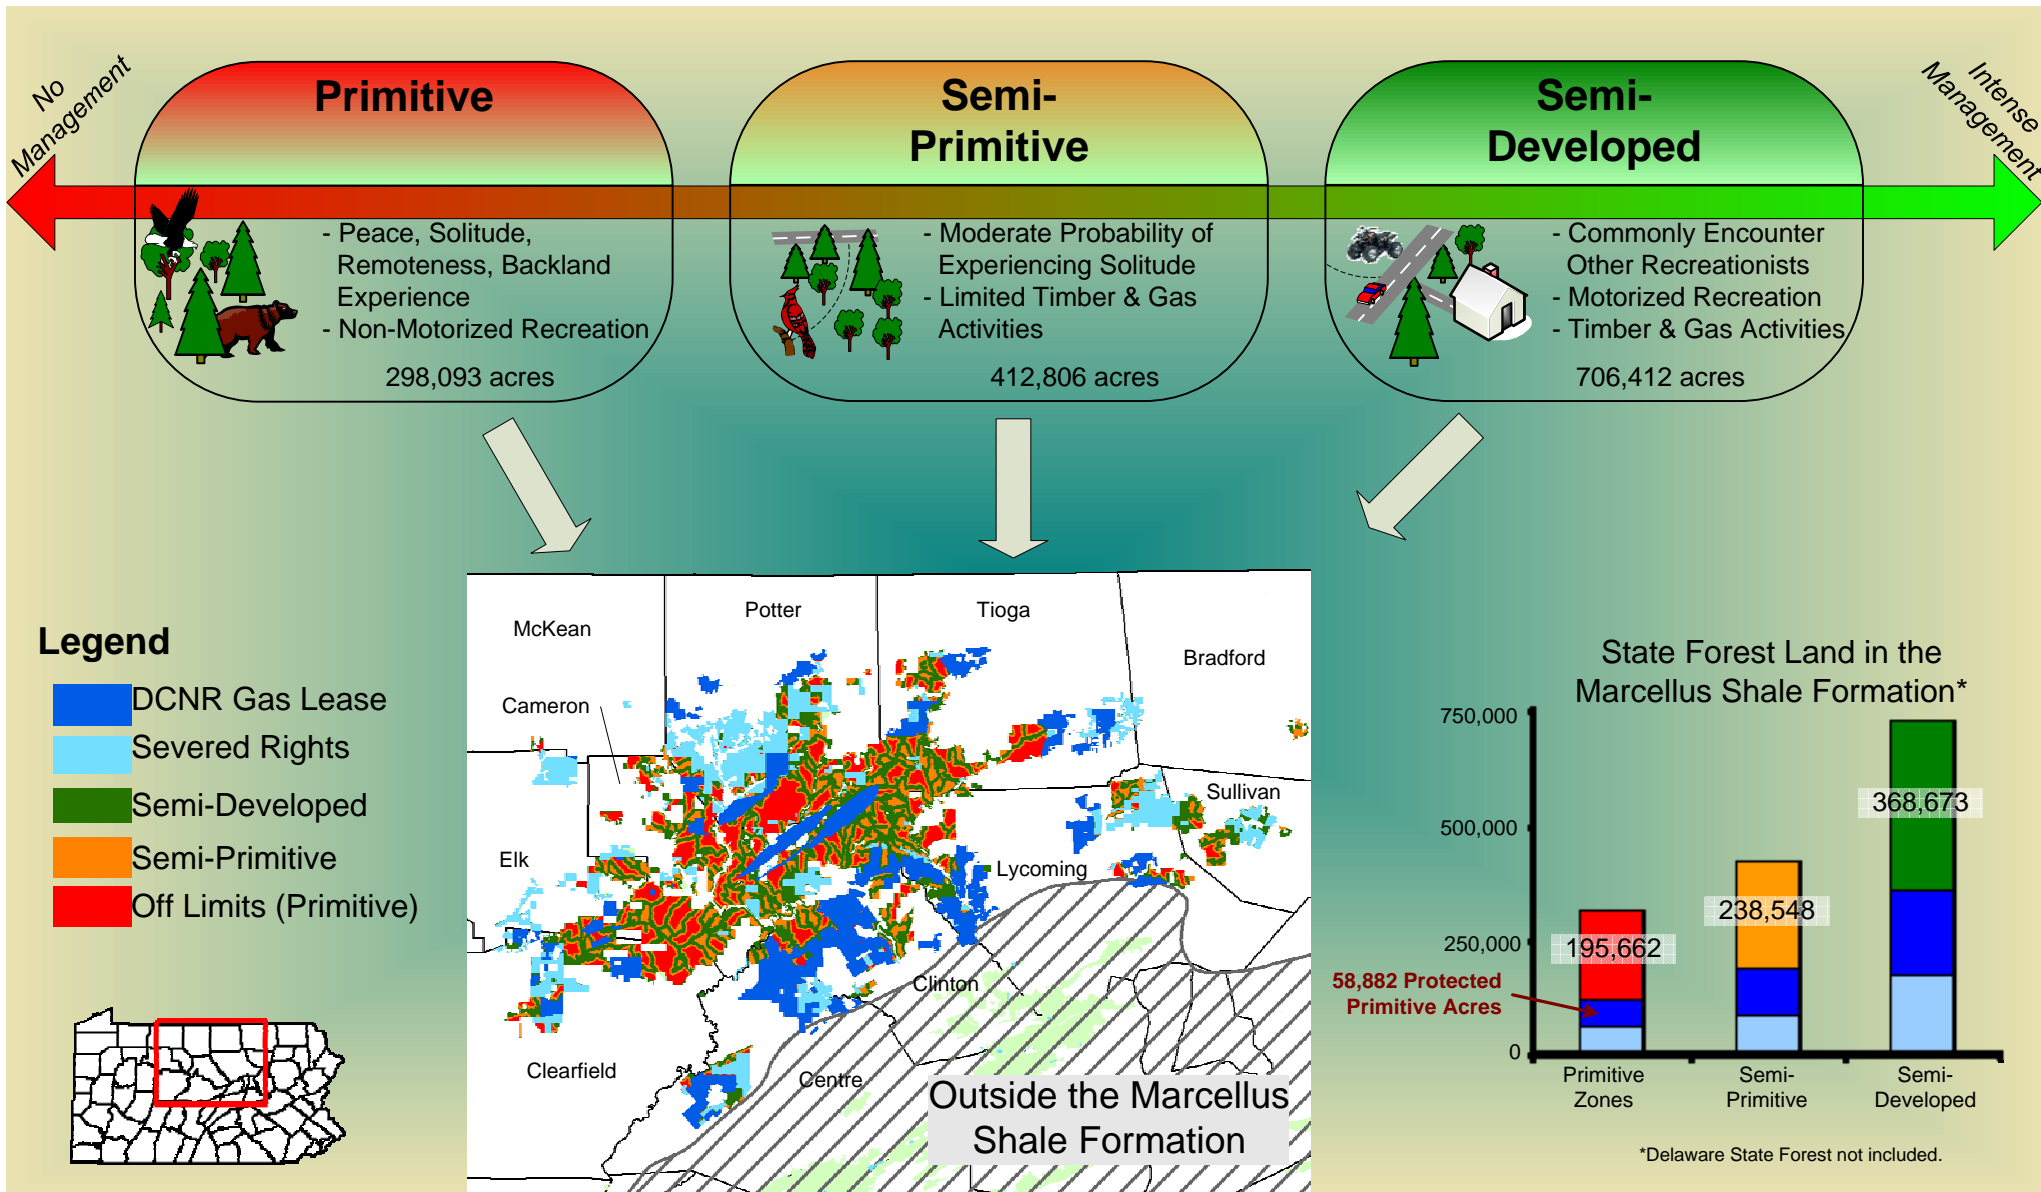 No
Management
Intense
Management
Primitive
- Peace, Solitude,
Remoteness, Backland
Experience
- Non-Motorized Recreation
298,093 acres
Semi-
Primitive
- Moderate Probability of
Experiencing Solitude
- Limited Timber & Gas
Activities
412,806 acres
Semi-
Developed
- Commonly Encounter
Other Recreationists
- Motorized Recreation
- Timber & Gas Activities
706,412 acres
Legend
DCNR Gas Lease
Severed Rights
Semi-Developed
Semi-Primitive
Off Limits (Primitive)
McKean
Potter
Tioga
Bradford
Cameron
Sullivan
Elk
Lycoming
Clinton
Clearfield
Centre
Outside the Marcellus
Shale Formation
State Forest Land in the
Marcellus Shale Formation*
750,000
500,000
250,000
0
368,673
238,548
195,662
58,882 Protected
Primitive Acres
Primitive
Zones
Semi-
Primitive
Semi-
Developed
*Delaware State Forest not included.